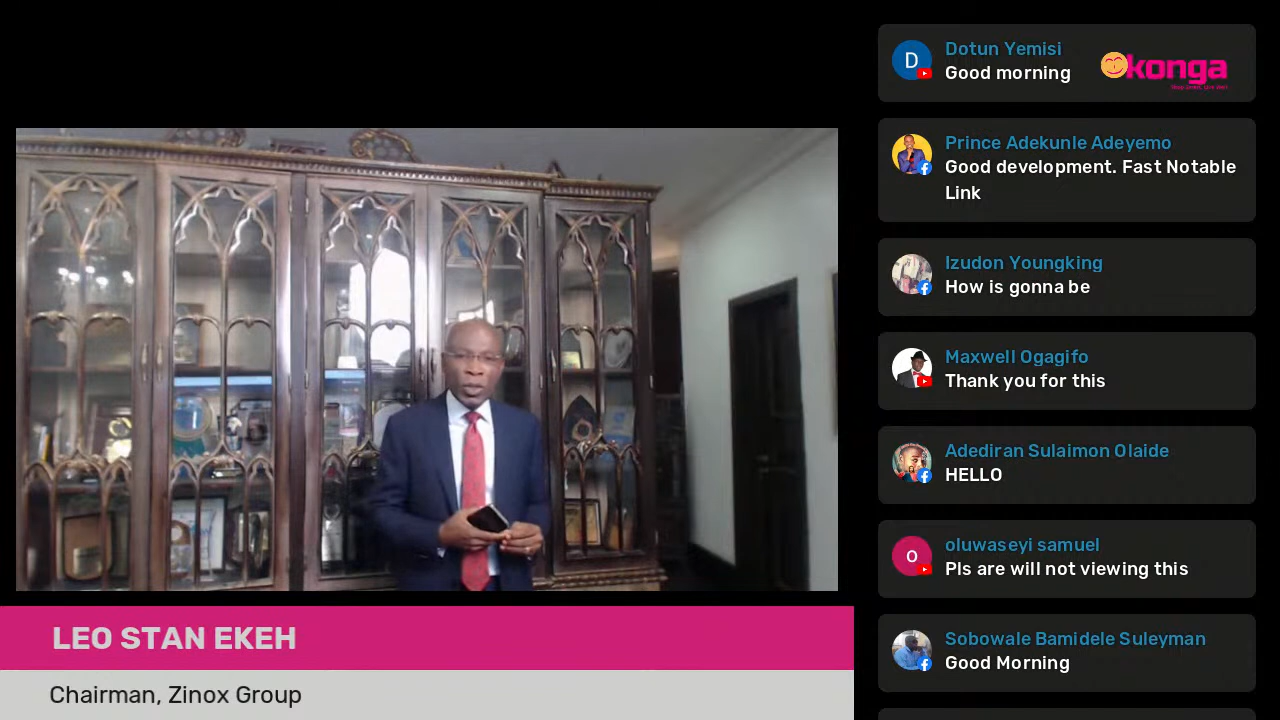 LEO STAN EKEH
Chairman, Zinox Group
D
Dotun Yemisi
Good morning
konga
Prince Adekunle Adeyemo
Good development. Fast Notable
Link
Izudon Youngking
How is gonna be
Maxwell Ogagifo
Thank you for this
Adediran Sulaimon Olaide
HELLO
o
oluwaseyi samuel
Pls are will not viewing this
Sobowale Bamidele Suleyman
Good Morning